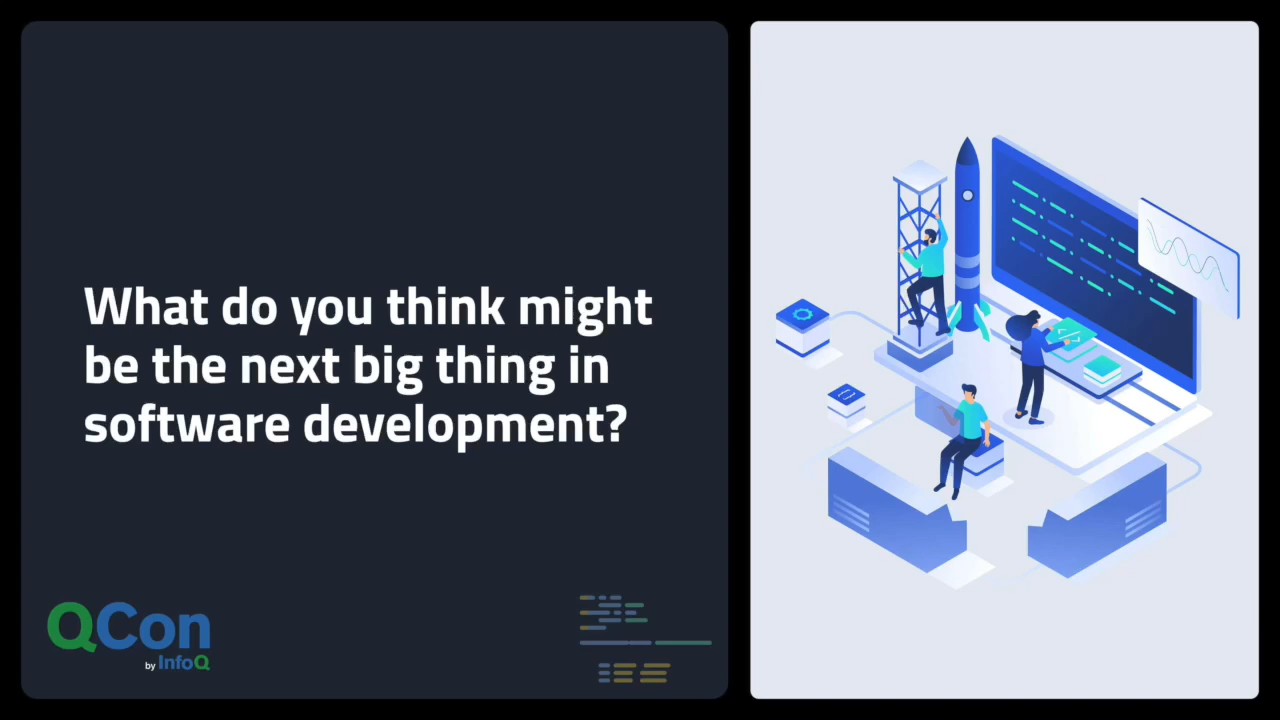 What do you think might
be the next big thing in
software development?
QCon
by InfoQ